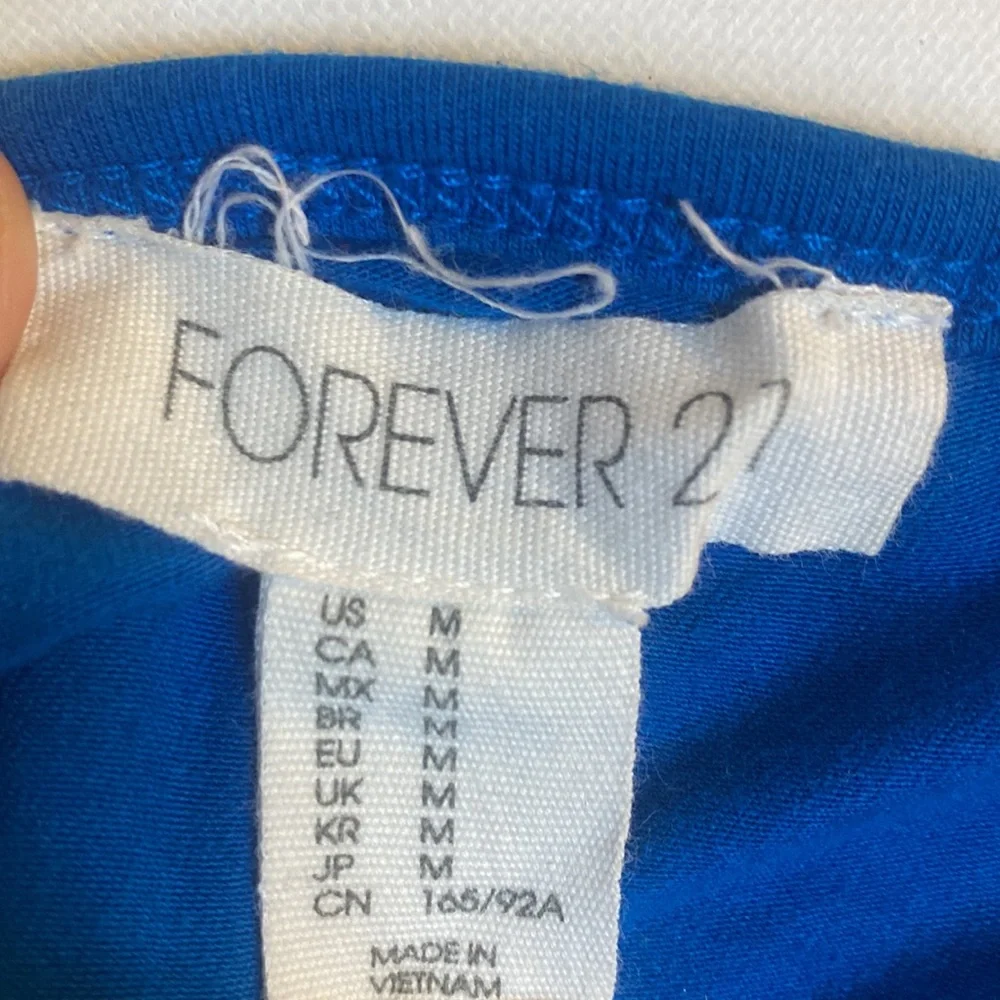 FOREVER 21
US M
CA M
MX M
BR M
EU M
UK M
KR M
JP M
CN 165/92A
MADE IN
VIETNAM